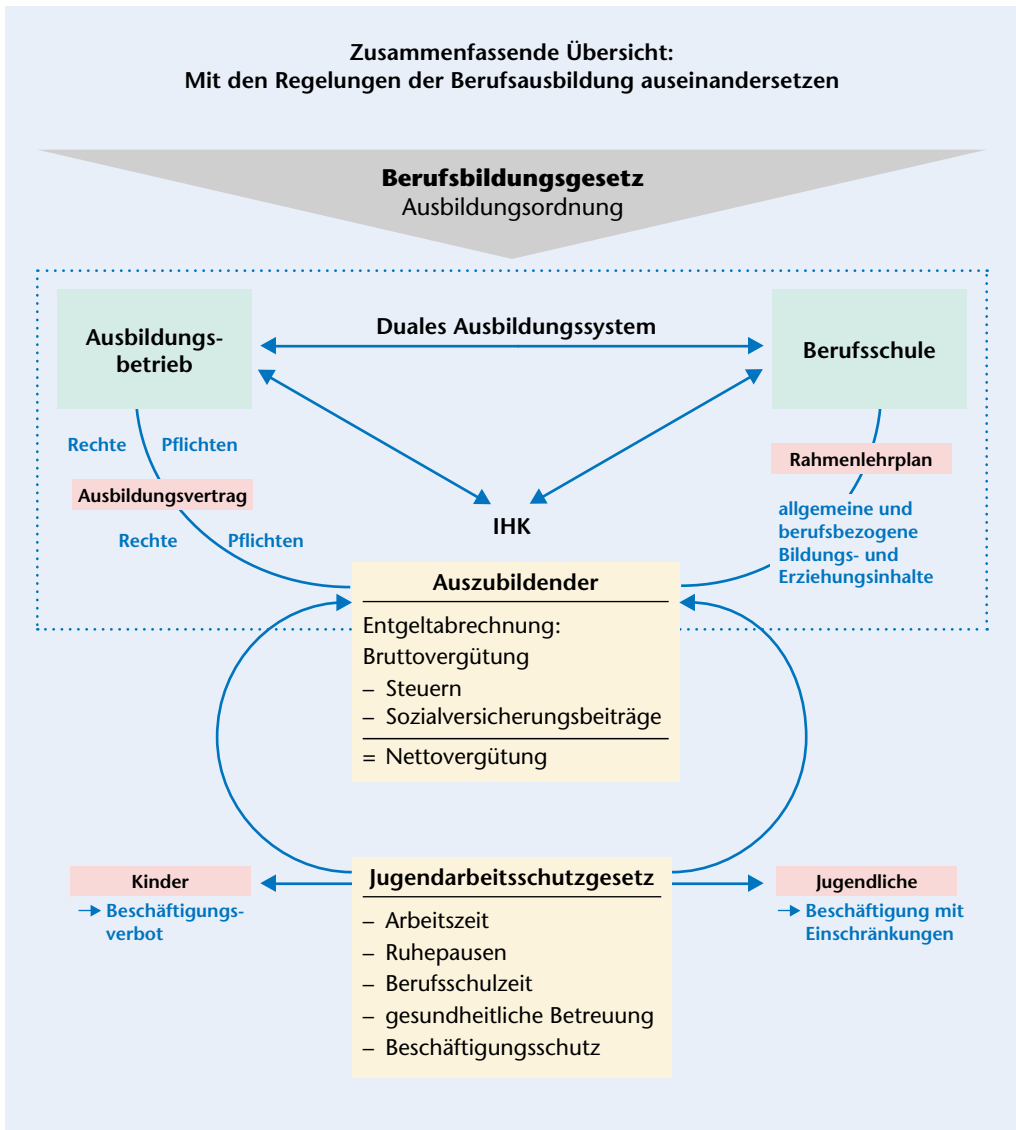 Zusammenfassende Übersicht:
Mit den Regelungen der Berufsausbildung auseinandersetzen
Berufsbildungsgesetz
Ausbildungsordnung
Ausbildungs-
betrieb
Duales Ausbildungssystem
Berufsschule
Rechte Pflichten
Ausbildungsvertrag
Rechte Pflichten
IHK
Rahmenlehrplan
allgemeine und
berufsbezogene
Bildungs- und
Erziehungsinhalte
Auszubildender
Entgeltabrechnung:
Bruttovergütung
– Steuern
– Sozialversicherungsbeiträge
= Nettovergütung
Kinder
→ Beschäftigungs-
verbot
Jugendarbeitsschutzgesetz
– Arbeitszeit
– Ruhepausen
– Berufsschulzeit
– gesundheitliche Betreuung
– Beschäftigungsschutz
Jugendliche
→ Beschäftigung mit
Einschränkungen